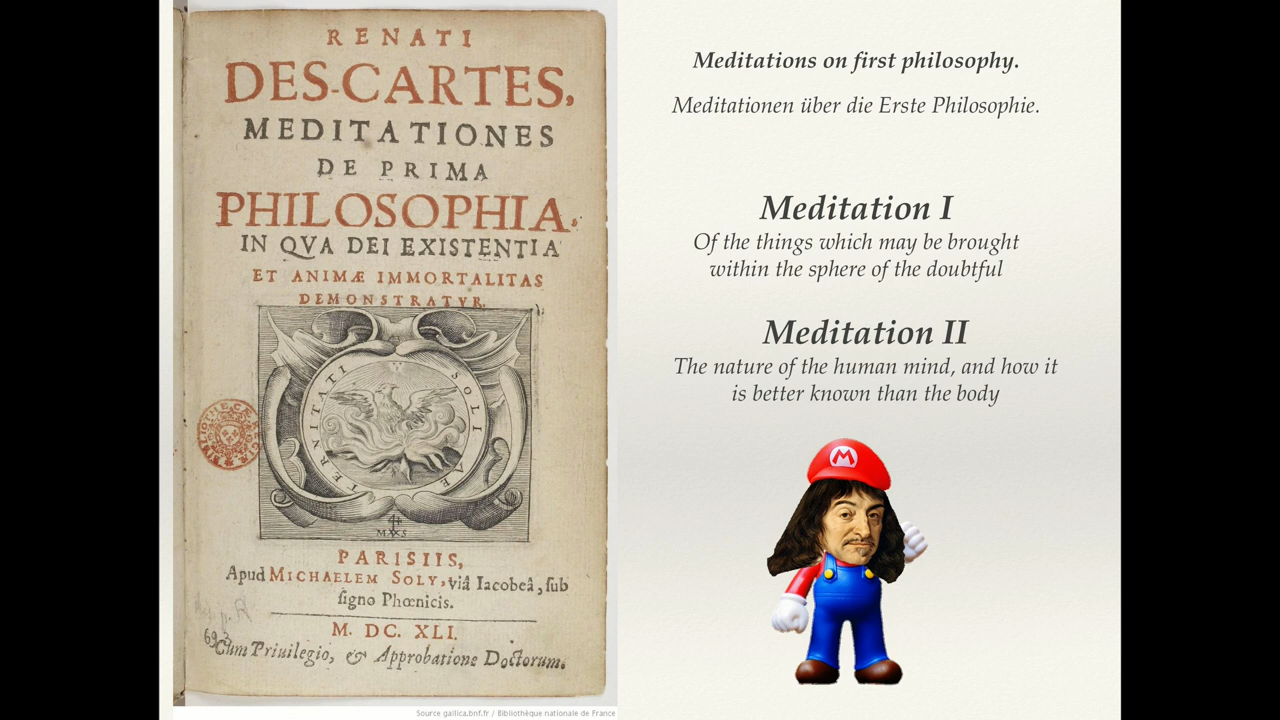 RENATI
DES-CARTES,
MEDITATIONES
DE PRIMA
PHILOSOPHIA,
IN QVA DEI EXISTENTIA
ET ANIMÆ IMMORTALITAS
DEMONSTRATVR.
SOLI ÆTERNITATI
PARISIIS,
Apud MICHAELEM SOLY, viâ Iacobeâ, sub
signo Phœnicis.
M. DC. XLI.
Cum Priuilegio, & Approbatione Doctorum.
Source gallica.bnf.fr / Bibliothèque nationale de France
Meditations on first philosophy.
Meditationen über die Erste Philosophie.
Meditation I
Of the things which may be brought
within the sphere of the doubtful
Meditation II
The nature of the human mind, and how it
is better known than the body
M